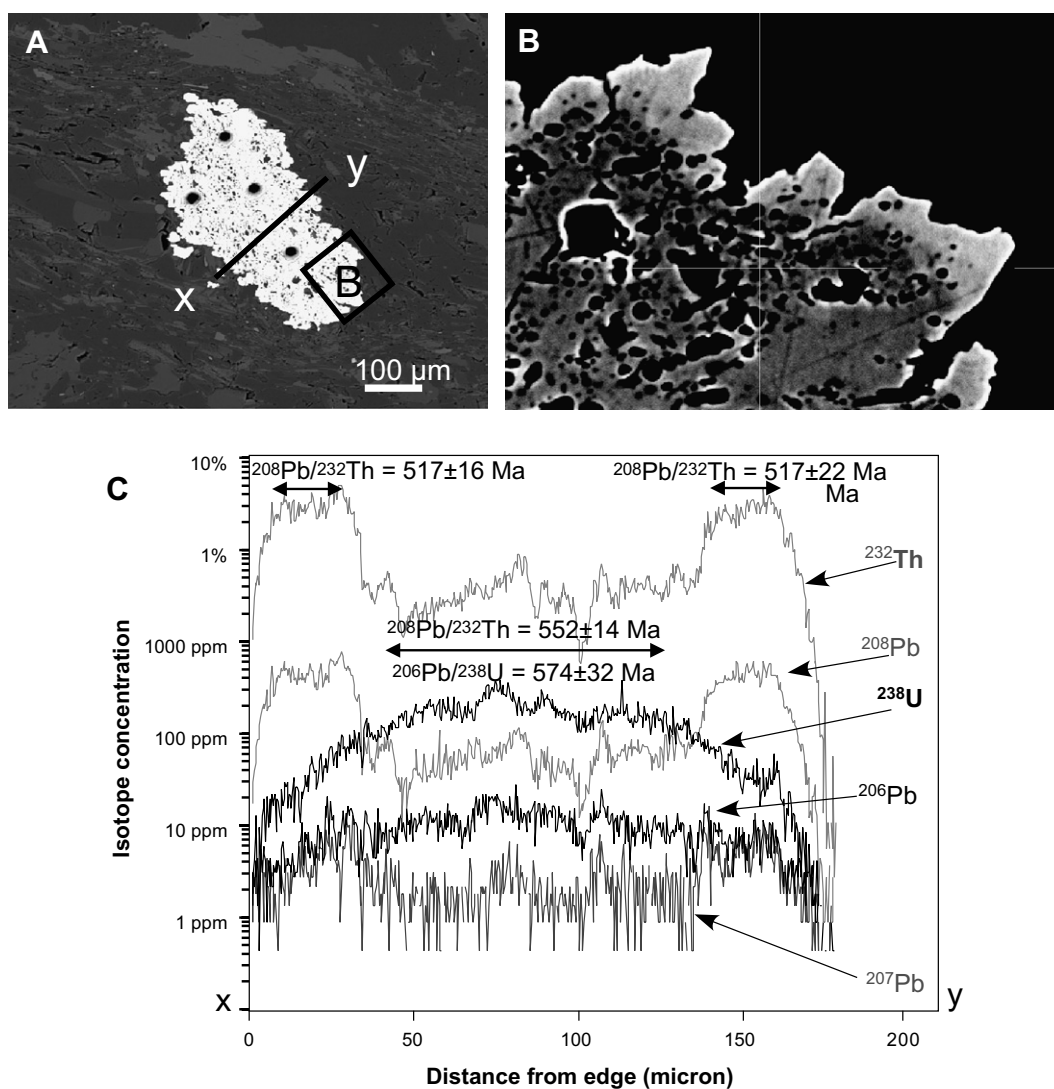 A
y
x
B
100 µm
B
C
10%
1%
1000 ppm
100 ppm
10 ppm
1 ppm
Isotope concentration
²⁰⁸Pb/²³²Th = 517±16 Ma
²⁰⁸Pb/²³²Th = 517±22 Ma
Ma
²³²Th
²⁰⁸Pb/²³²Th = 552±14 Ma
²⁰⁶Pb/²³⁸U = 574±32 Ma
²⁰⁸Pb
²³⁸U
²⁰⁶Pb
²⁰⁷Pb
x
y
0
50
100
150
200
Distance from edge (micron)